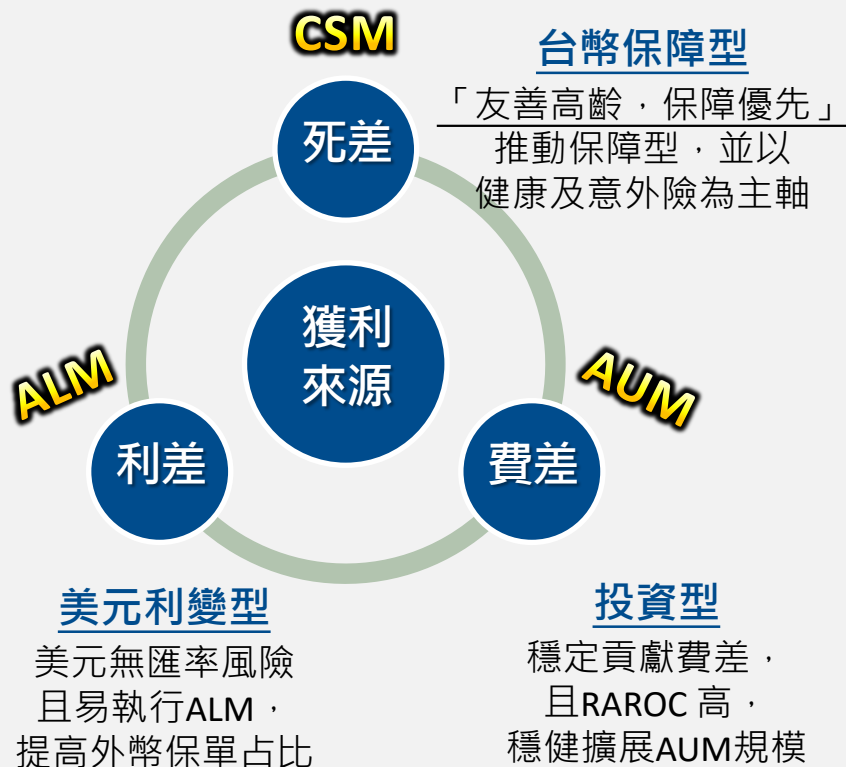 CSM
死差
台幣保障型
「友善高齡，保障優先」
推動保障型，並以
健康及意外險為主軸
獲利
來源
ALM
AUM
利差
費差
美元利變型
美元無匯率風險
且易執行ALM，
提高外幣保單占比
投資型
穩定貢獻費差，
且RAROC 高，
穩健擴展AUM規模